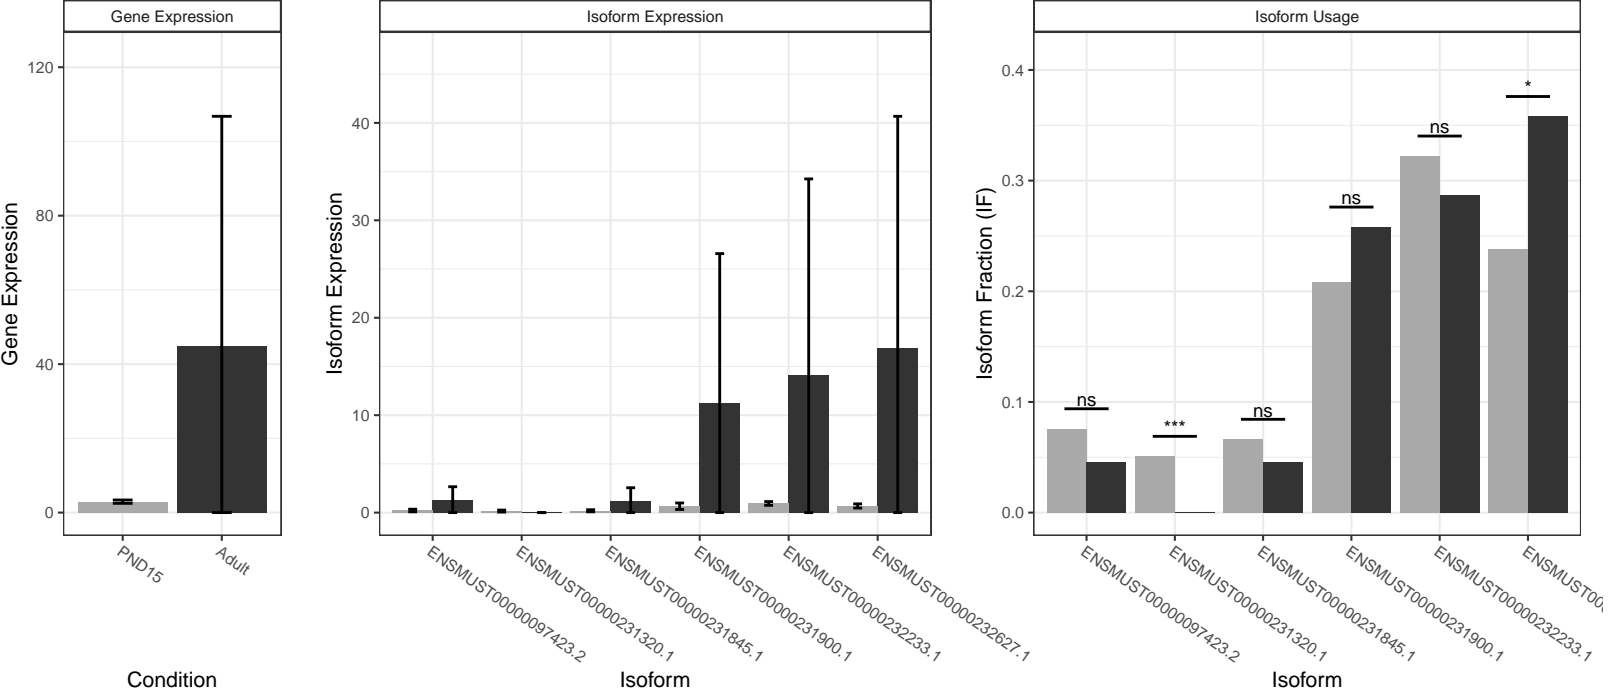 Gene Expression
Isoform Expression
Isoform Usage
Gene Expression
120
80
40
0
PND15
Adult
Condition
Isoform Expression
40
30
20
10
0
ENSMUST00000097423.2
ENSMUST00000231320.1
ENSMUST00000231845.1
ENSMUST00000231900.1
ENSMUST00000232233.1
ENSMUST00000232627.1
Isoform
Isoform Fraction (IF)
0.4
0.3
0.2
0.1
0.0
ns
***
ns
ns
ns
*
ENSMUST00000097423.2
ENSMUST00000231320.1
ENSMUST00000231845.1
ENSMUST00000231900.1
ENSMUST00000232233.1
Isoform